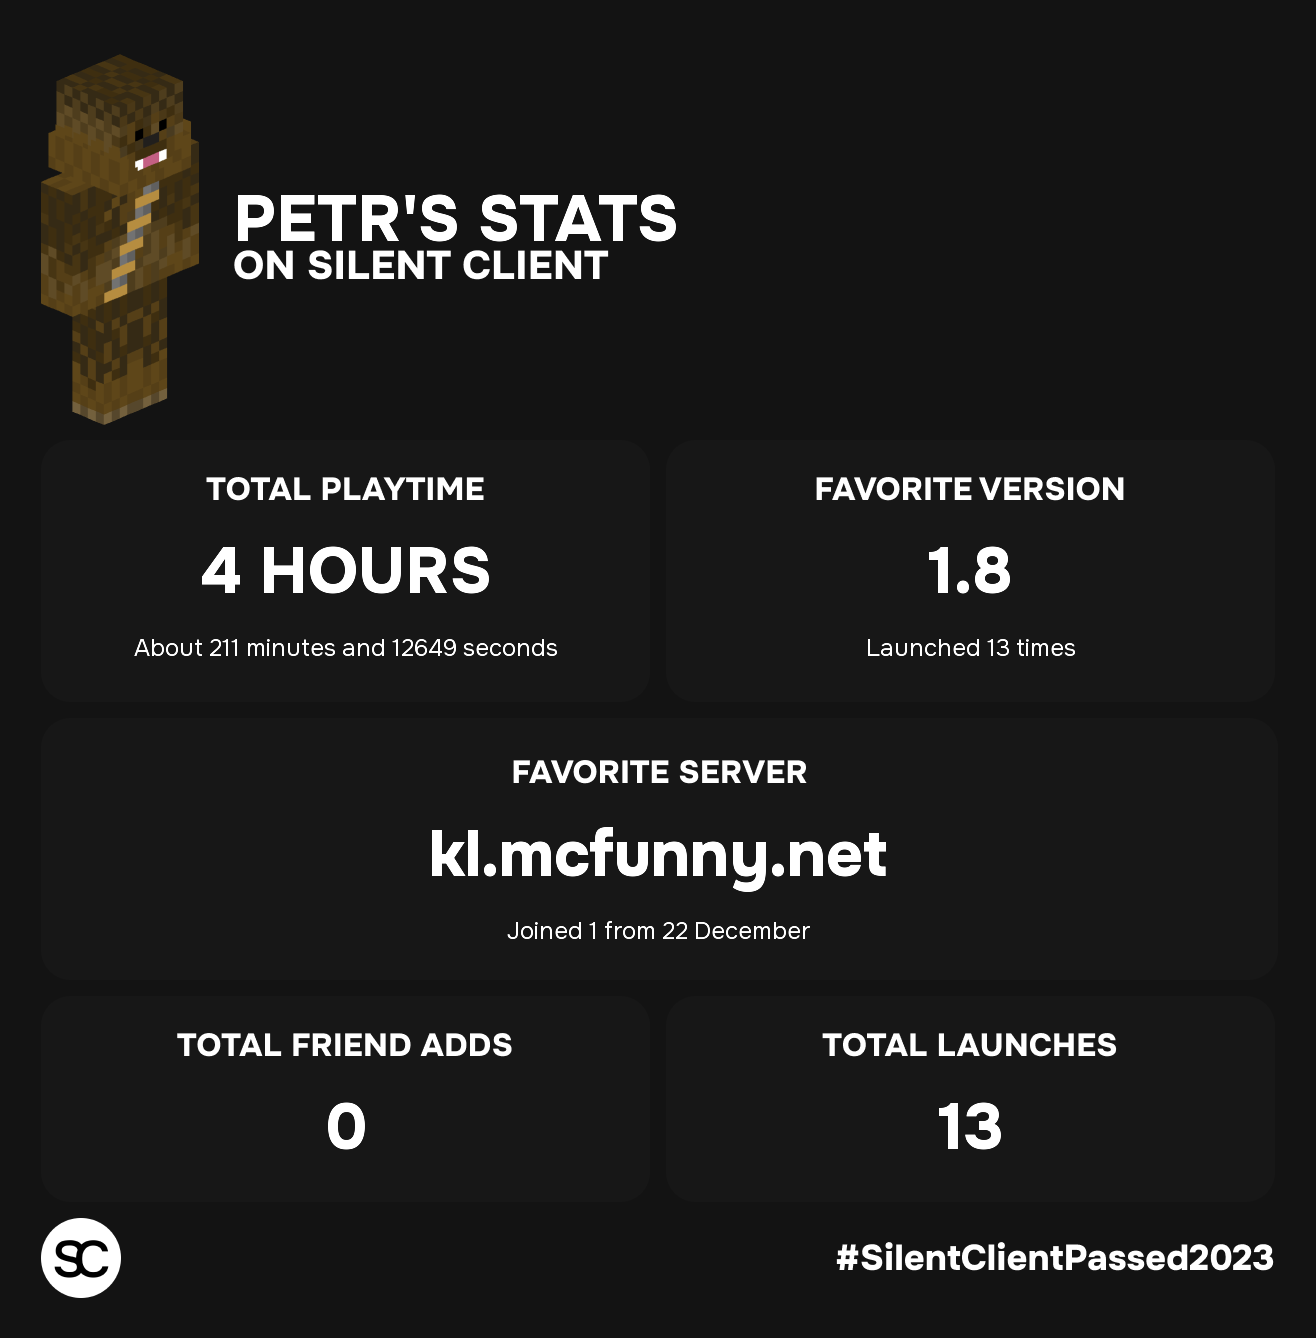 PETR'S STATS
ON SILENT CLIENT
TOTAL PLAYTIME
4 HOURS
About 211 minutes and 12649 seconds
FAVORITE VERSION
1.8
Launched 13 times
FAVORITE SERVER
kl.mcfunny.net
Joined 1 from 22 December
TOTAL FRIEND ADDS
0
TOTAL LAUNCHES
13
SC
#SilentClientPassed2023